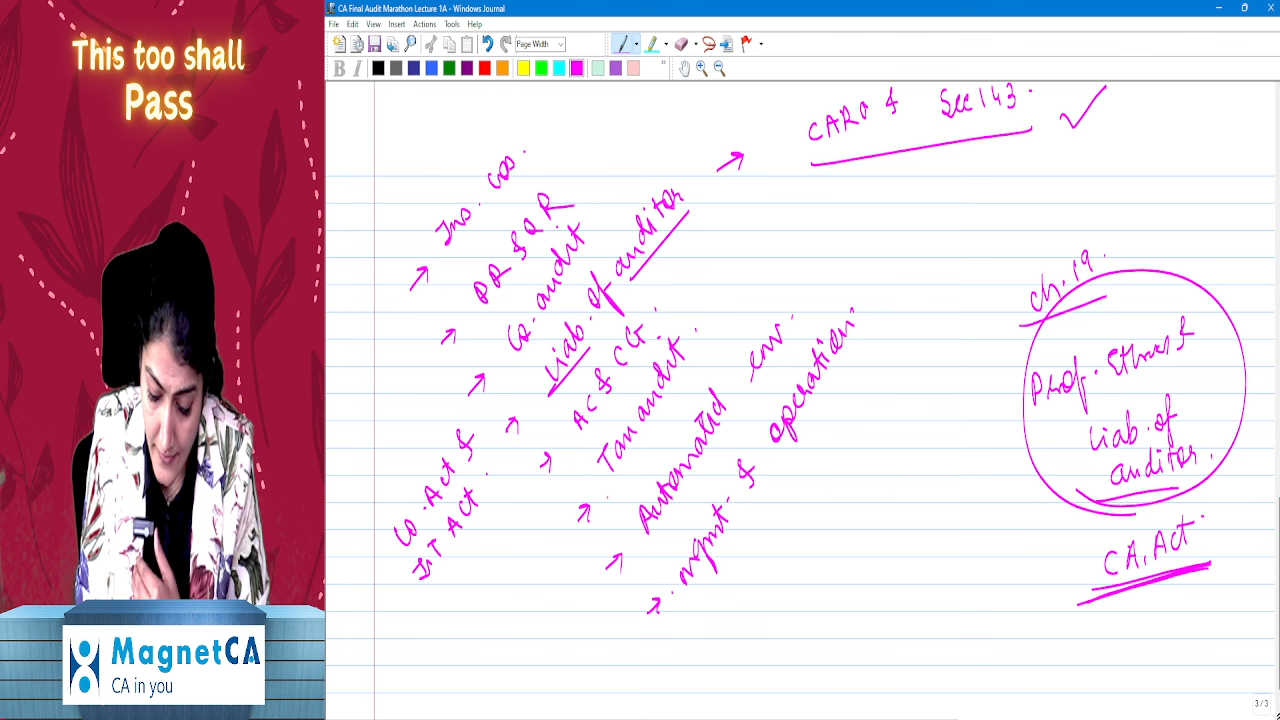 This too shall
Pass
CA Final Audit Marathon Lecture 1A - Windows Journal
File Edit View Insert Actions Tools Help
Page Width
B I
CARO & Sec 143.
→ Ins. Cos.
→ PR & QR
→ Co. audit
Co. Act &
IT Act.
→ Liab. of auditor →
→ AC & CG.
→ Tax audit.
→ Automated env.
→ mgmt. & operation.
Ch. 19.
Prof. Ethics &
Liab. of
auditor.
CA. Act.
MagnetCA
CA in you
3/3